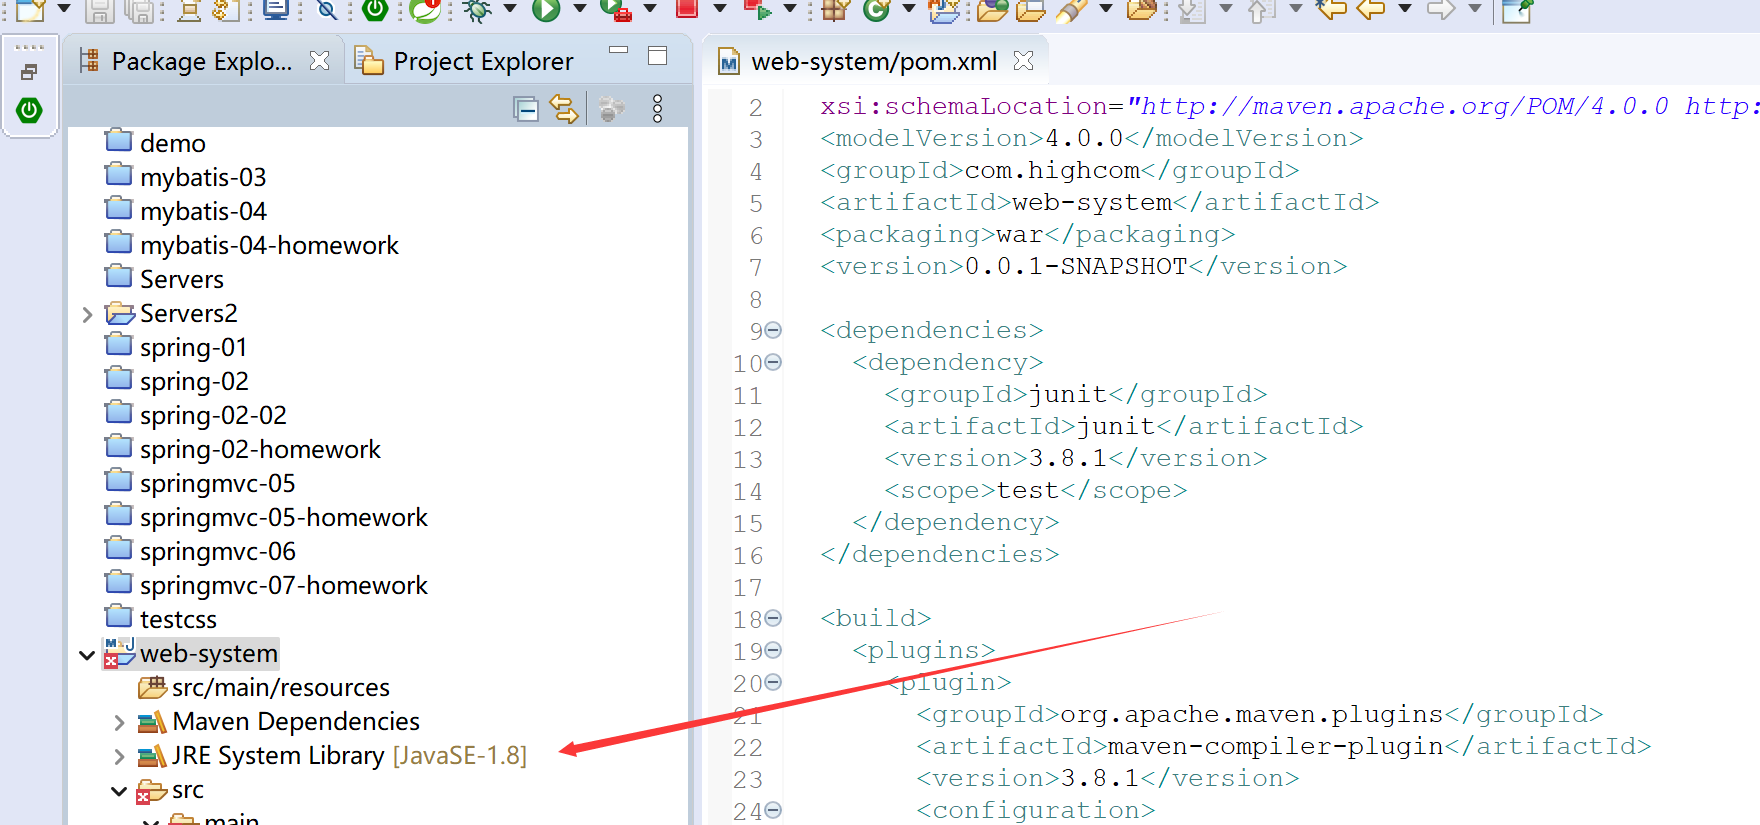 Package Explo...
Project Explorer
demo
mybatis-03
mybatis-04
mybatis-04-homework
Servers
Servers2
spring-01
spring-02
spring-02-02
spring-02-homework
springmvc-05
springmvc-05-homework
springmvc-06
springmvc-07-homework
testcss
web-system
src/main/resources
Maven Dependencies
JRE System Library [JavaSE-1.8]
src
main
web-system/pom.xml
2 xsi:schemaLocation="http://maven.apache.org/POM/4.0.0 http:
3 <modelVersion>4.0.0</modelVersion>
4 <groupId>com.highcom</groupId>
5 <artifactId>web-system</artifactId>
6 <packaging>war</packaging>
7 <version>0.0.1-SNAPSHOT</version>
8
9 <dependencies>
10 <dependency>
11 <groupId>junit</groupId>
12 <artifactId>junit</artifactId>
13 <version>3.8.1</version>
14 <scope>test</scope>
15 </dependency>
16 </dependencies>
17
18 <build>
19 <plugins>
20 <plugin>
21 <groupId>org.apache.maven.plugins</groupId>
22 <artifactId>maven-compiler-plugin</artifactId>
23 <version>3.8.1</version>
24 <configuration>